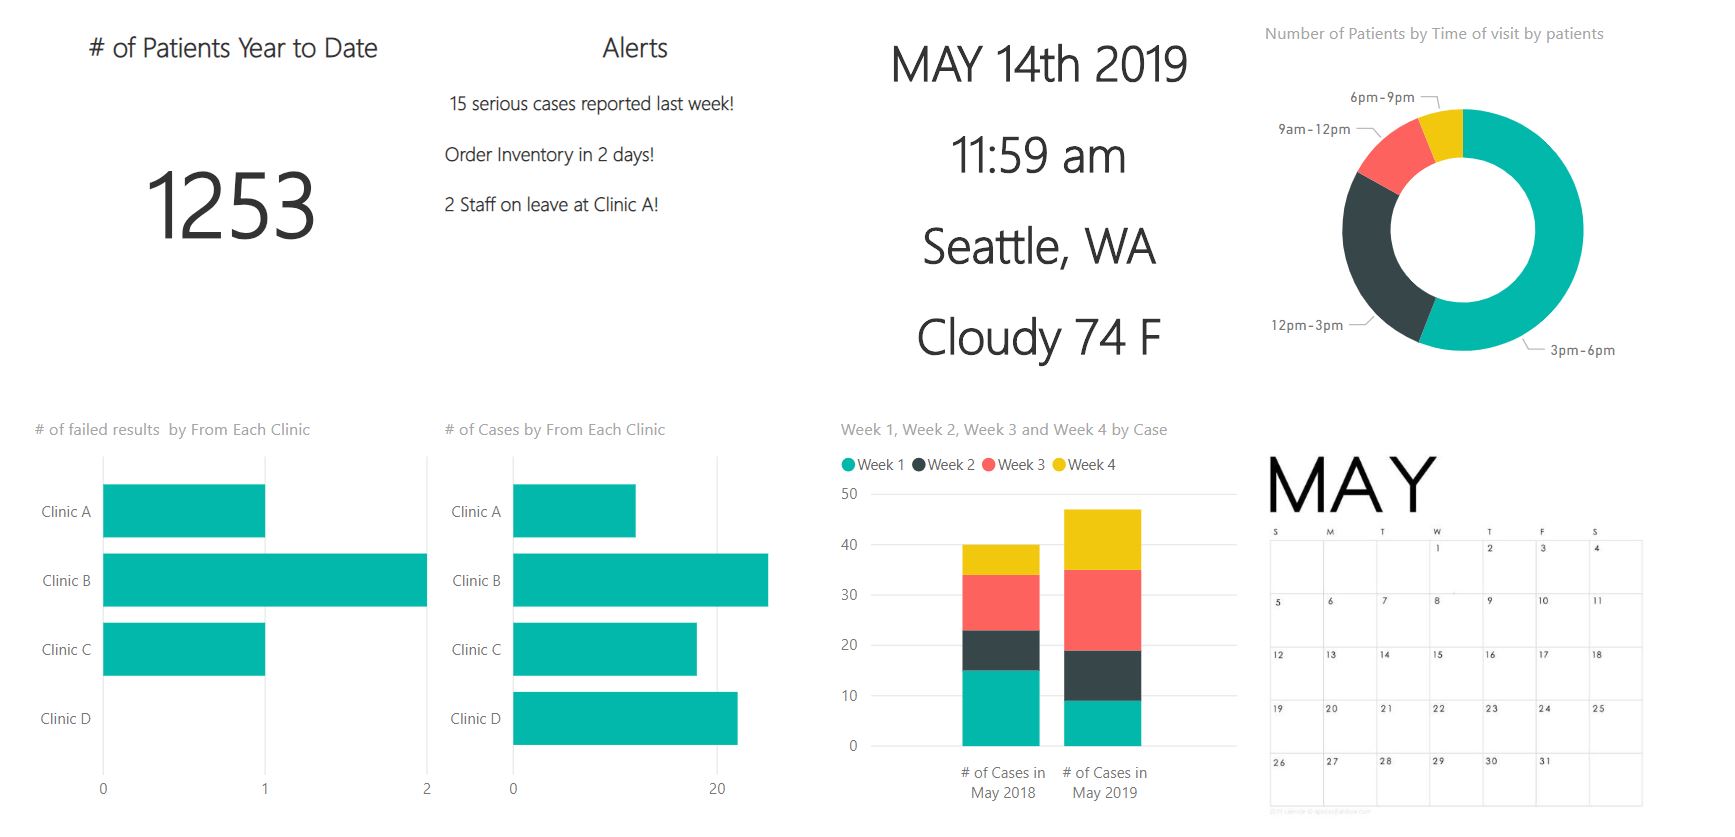 # of Patients Year to Date
1253
Alerts
15 serious cases reported last week!
Order Inventory in 2 days!
2 Staff on leave at Clinic A!
MAY 14th 2019
11:59 am
Seattle, WA
Cloudy 74 F
Number of Patients by Time of visit by patients
6pm-9pm
9am-12pm
12pm-3pm
3pm-6pm
# of failed results by From Each Clinic
Clinic A
Clinic B
Clinic C
Clinic D
0 1 2
# of Cases by From Each Clinic
Clinic A
Clinic B
Clinic C
Clinic D
0 20
Week 1, Week 2, Week 3 and Week 4 by Case
Week 1 Week 2 Week 3 Week 4
50
40
30
20
10
0
# of Cases in May 2018
# of Cases in May 2019
MAY
S M T W T F S
1 2 3 4
5 6 7 8 9 10 11
12 13 14 15 16 17 18
19 20 21 22 23 24 25
26 27 28 29 30 31